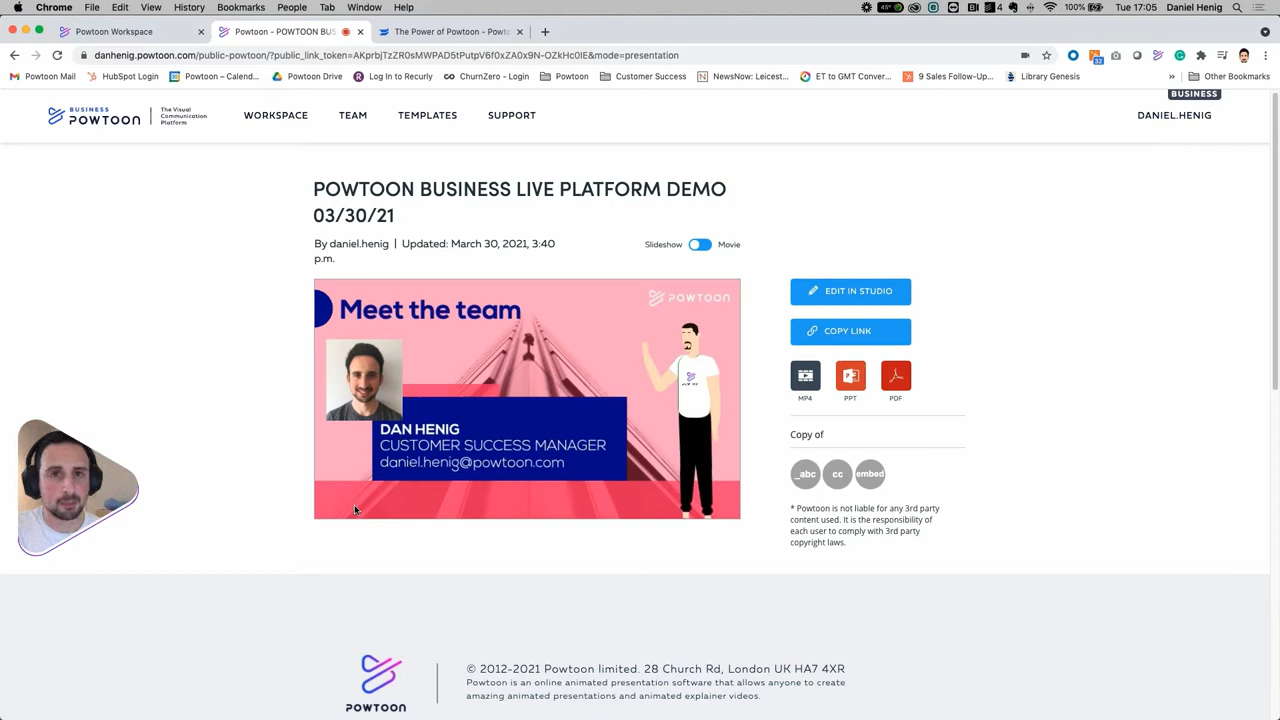 Chrome File Edit View History Bookmarks People Tab Window Help 45° 4 100% Tue 17:05 Daniel Henig
Powtoon Workspace Powtoon - POWTOON BUS The Power of Powtoon - Powto
danhenig.powtoon.com/public-powtoon/?public_link_token=AKprbjTzZR0sMWPAD5tPutpV6f0xZA0x9N-OZkHc0IE&mode=presentation 32
Powtoon Mail HubSpot Login Powtoon – Calend... Powtoon Drive Log In to Recurly ChurnZero - Login Powtoon Customer Success NewsNow: Leicest... ET to GMT Conver... 9 Sales Follow-Up... Library Genesis » Other Bookmarks
BUSINESS
BUSINESS
POWTOON
The Visual
Communication
Platform
WORKSPACE TEAM TEMPLATES SUPPORT DANIEL.HENIG
POWTOON BUSINESS LIVE PLATFORM DEMO
03/30/21
By daniel.henig | Updated: March 30, 2021, 3:40
p.m.
Slideshow Movie
Meet the team
POWTOON
DAN HENIG
CUSTOMER SUCCESS MANAGER
daniel.henig@powtoon.com
EDIT IN STUDIO
COPY LINK
MP4 PPT PDF
Copy of
_abc cc embed
* Powtoon is not liable for any 3rd party
content used. It is the responsibility of
each user to comply with 3rd party
copyright laws.
POWTOON
© 2012-2021 Powtoon limited. 28 Church Rd, London UK HA7 4XR
Powtoon is an online animated presentation software that allows anyone to create
amazing animated presentations and animated explainer videos.